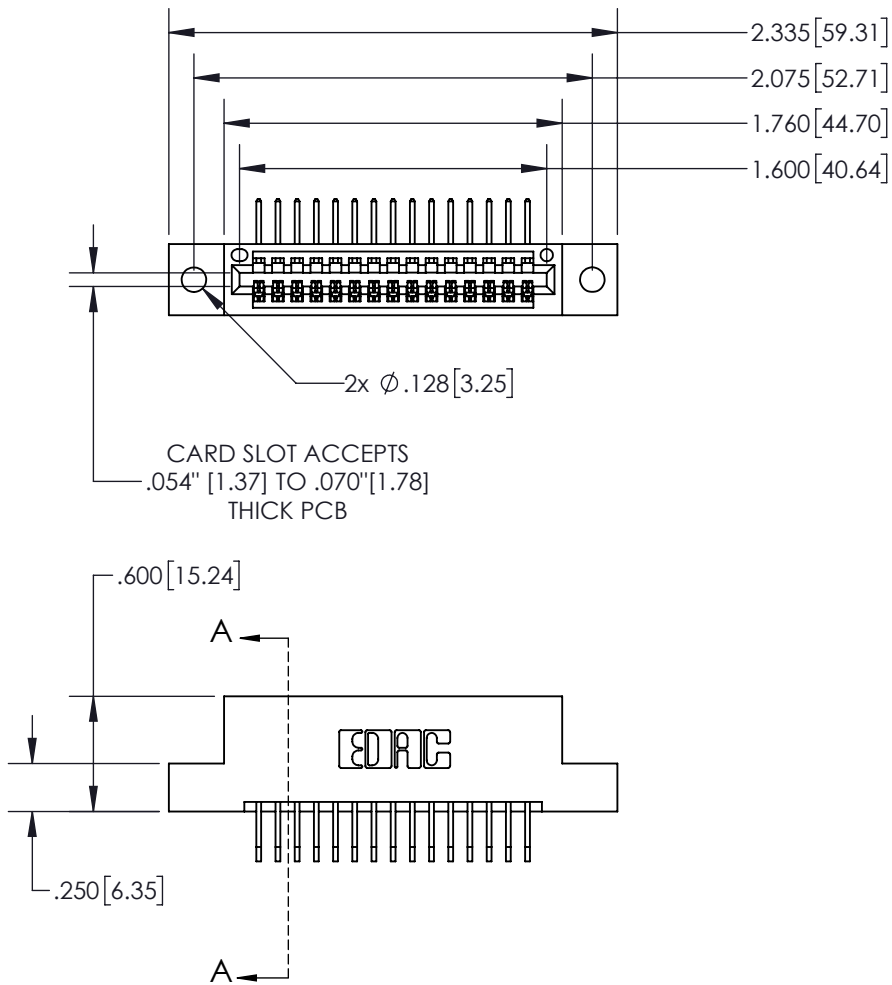 2.335[59.31]
2.075[52.71]
1.760[44.70]
1.600[40.64]
2x ∅.128[3.25]
CARD SLOT ACCEPTS
.054" [1.37] TO .070"[1.78]
THICK PCB
.600[15.24]
A
EDAC
.250[6.35]
A